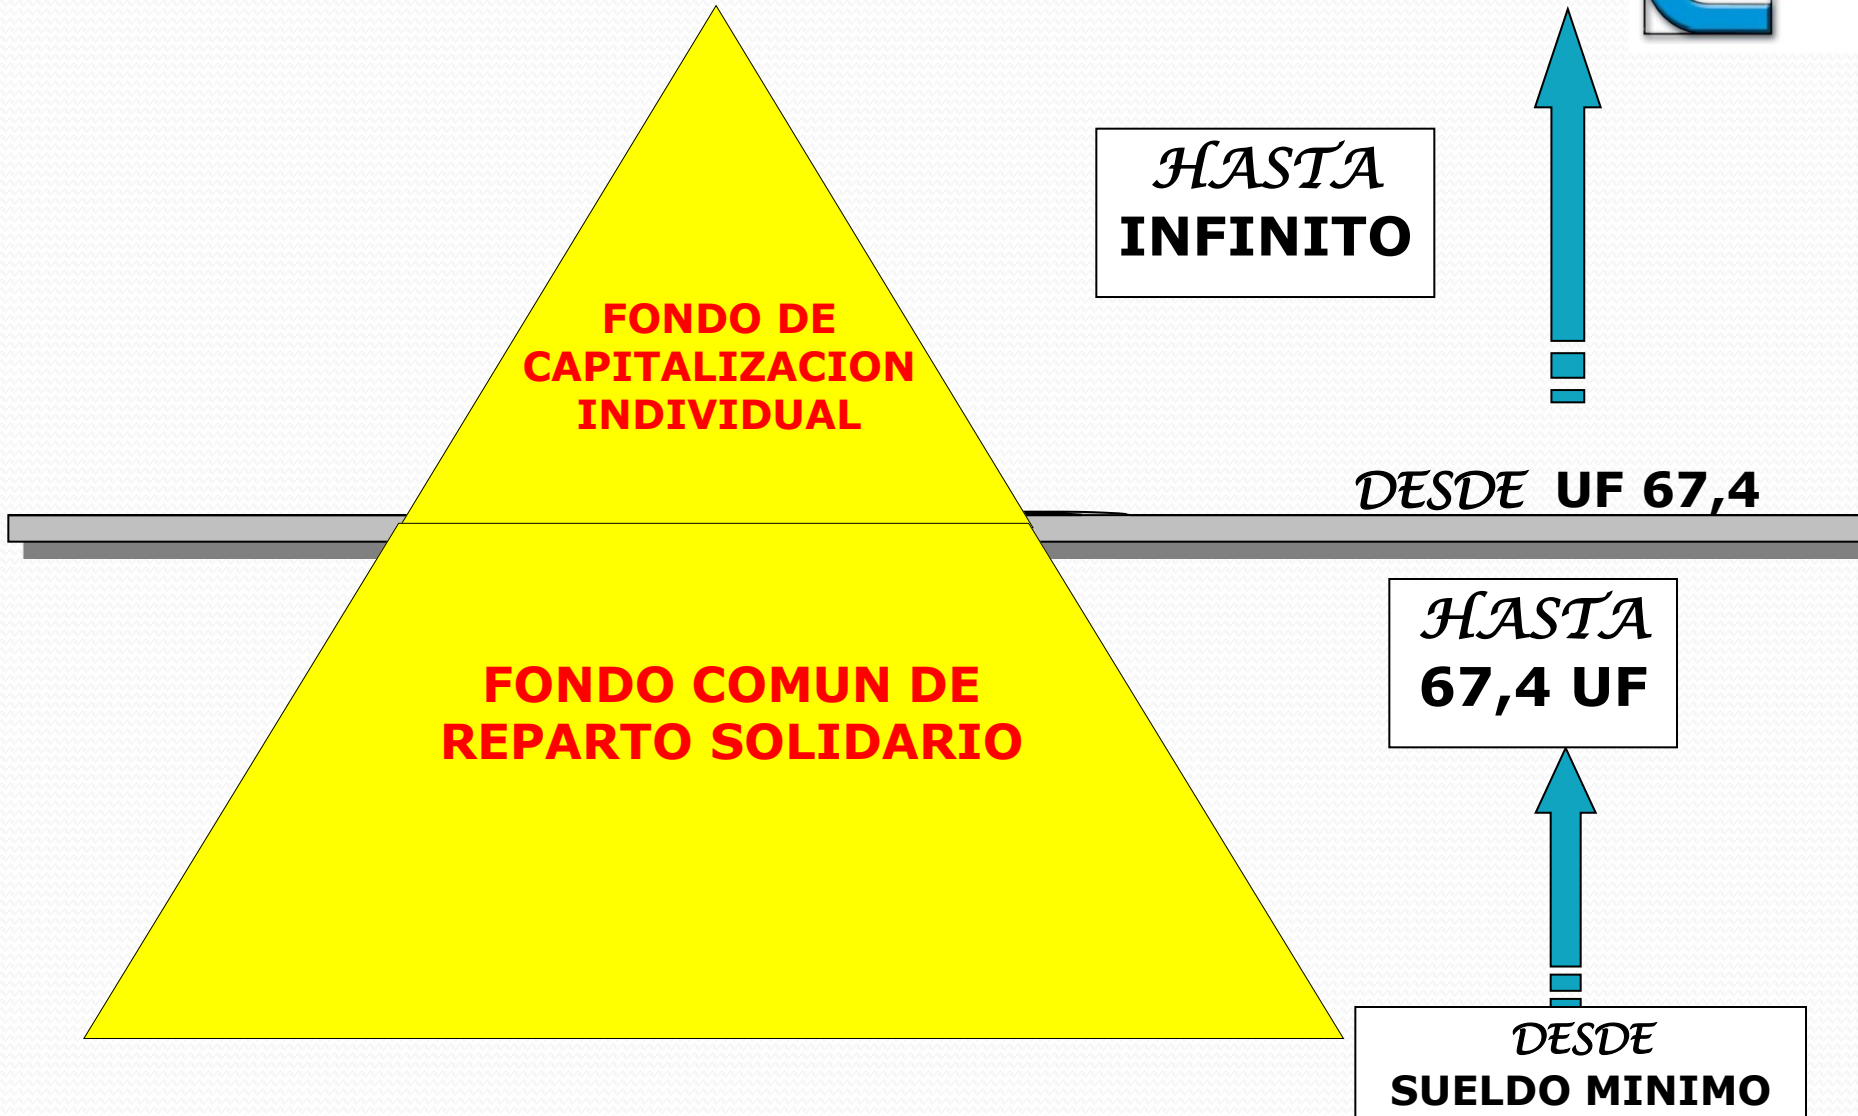 HASTA
INFINITO
FONDO DE
CAPITALIZACION
INDIVIDUAL
DESDE UF 67,4
HASTA
67,4 UF
FONDO COMUN DE
REPARTO SOLIDARIO
DESDE
SUELDO MINIMO